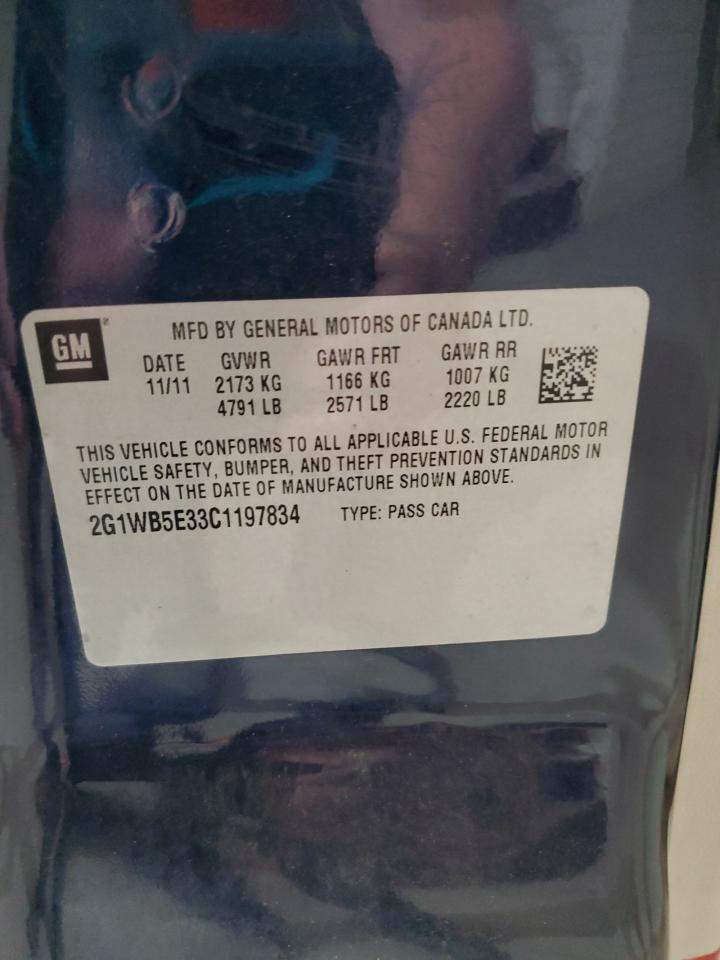 GM
MFD BY GENERAL MOTORS OF CANADA LTD.
DATE GVWR GAWR FRT GAWR RR
11/11 2173 KG 1166 KG 1007 KG
4791 LB 2571 LB 2220 LB
THIS VEHICLE CONFORMS TO ALL APPLICABLE U.S. FEDERAL MOTOR
VEHICLE SAFETY, BUMPER, AND THEFT PREVENTION STANDARDS IN
EFFECT ON THE DATE OF MANUFACTURE SHOWN ABOVE.
2G1WB5E33C1197834 TYPE: PASS CAR